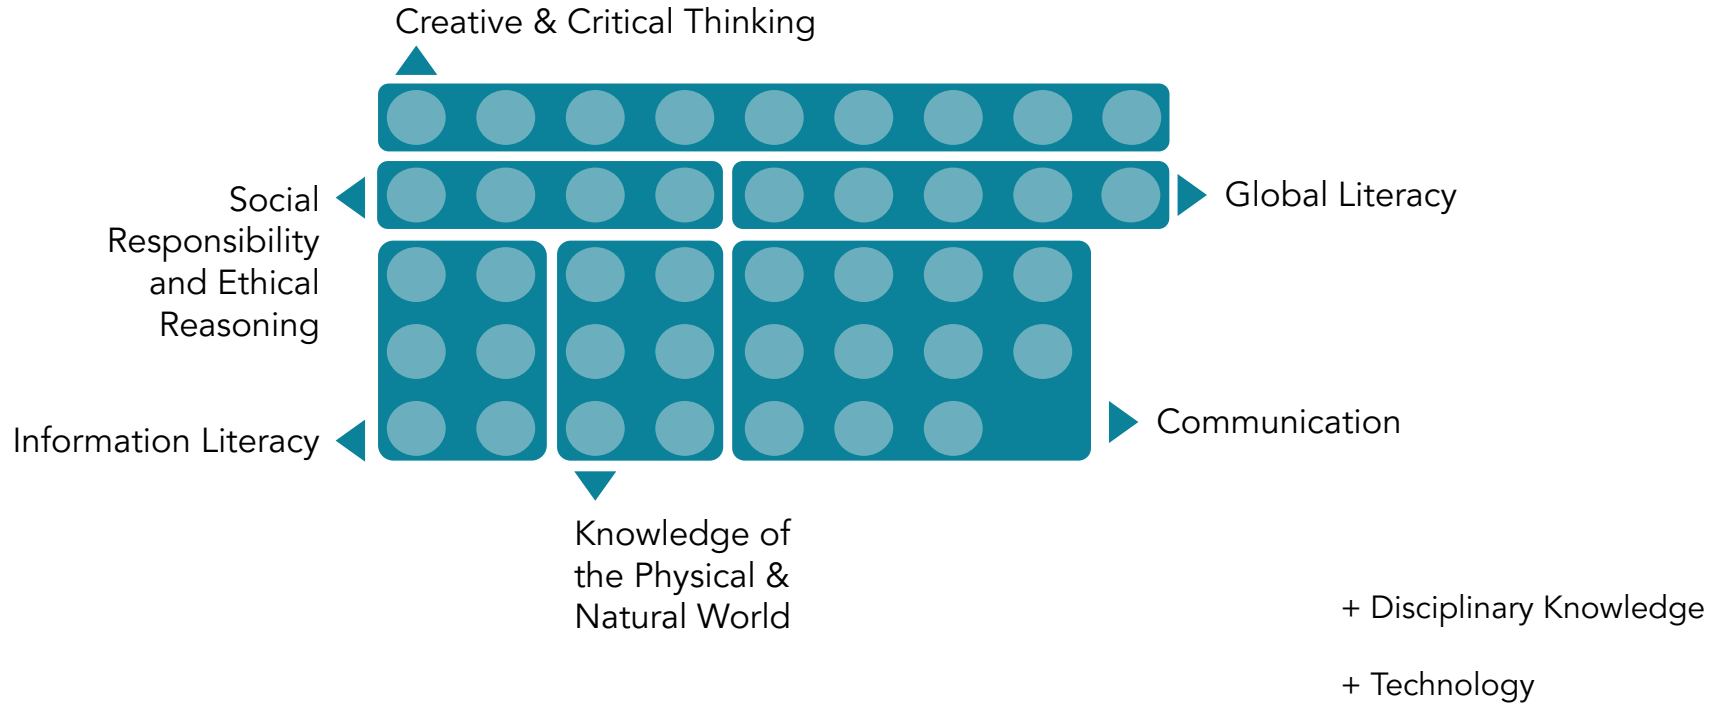 Creative & Critical Thinking
Social
Responsibility
and Ethical
Reasoning
Global Literacy
Information Literacy
Communication
Knowledge of
the Physical &
Natural World
+ Disciplinary Knowledge
+ Technology